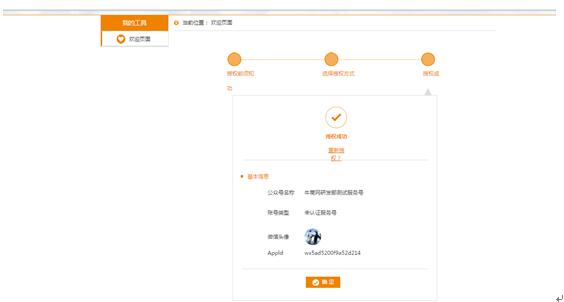 我的工具
当前位置： 欢迎页面
欢迎页面
授权前须知
选择授权方式
授权成
功
授权成功
重新授
权？
基本信息
公众号名称 牛商网研发部测试服务号
账号类型 未认证服务号
微信头像
AppId wx5ad5200f9a52d214
确 认